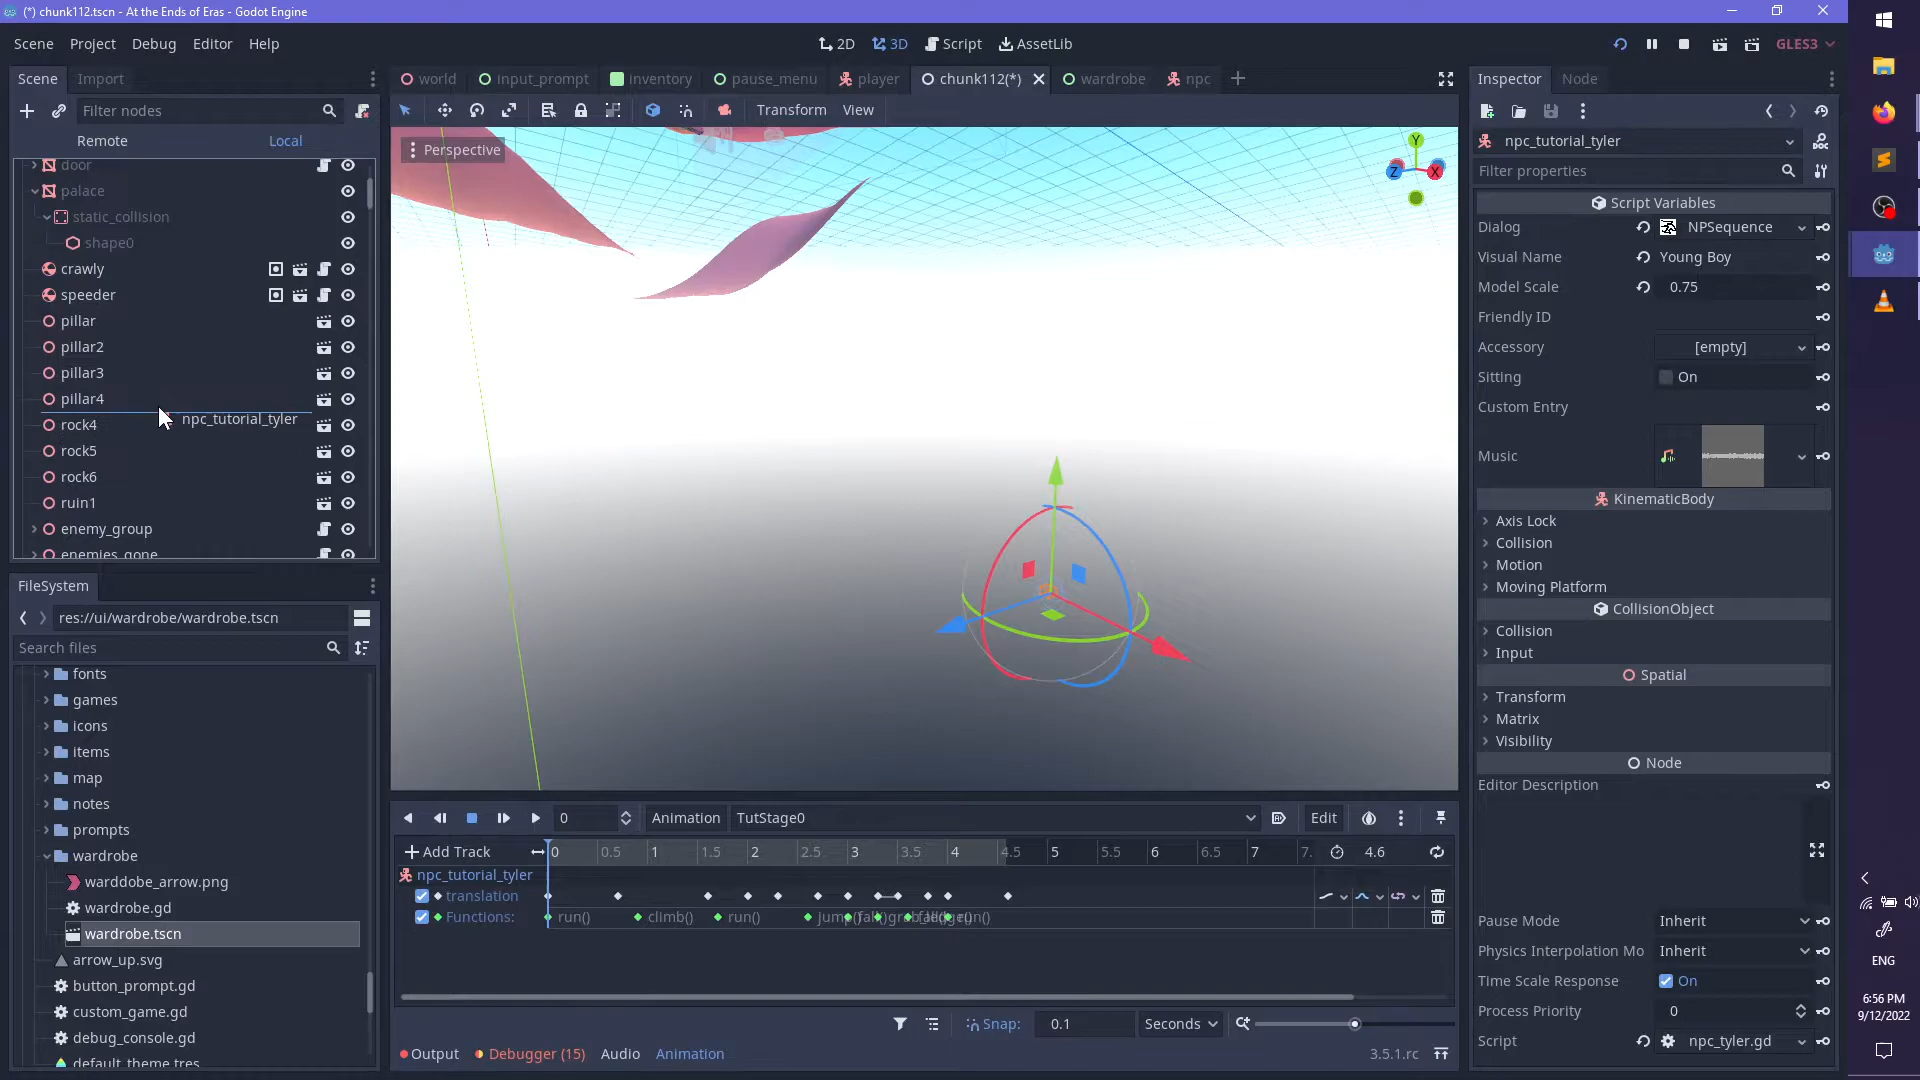 (*) chunk112.tscn - At the Ends of Eras - Godot Engine
Scene Project Debug Editor Help
2D 3D Script AssetLib
GLES3
Scene Import
world input_prompt inventory pause_menu player chunk112(*) wardrobe npc
Inspector Node
Filter nodes
Transform View
Remote Local
npc_tutorial_tyler
Perspective
Y
Z X
Filter properties
door
palace
static_collision
shape0
crawly
speeder
pillar
pillar2
pillar3
pillar4
npc_tutorial_tyler
rock4
rock5
rock6
ruin1
enemy_group
enemies_gone
Script Variables
Dialog NPSequence
Visual Name Young Boy
Model Scale 0.75
Friendly ID
Accessory [empty]
Sitting On
Custom Entry
Music
KinematicBody
Axis Lock
Collision
Motion
Moving Platform
CollisionObject
Collision
Input
Spatial
Transform
Matrix
Visibility
Node
Editor Description
Pause Mode Inherit
Physics Interpolation Mo Inherit
Time Scale Response On
Process Priority 0
Script npc_tyler.gd
FileSystem
res://ui/wardrobe/wardrobe.tscn
Search files
fonts
games
icons
items
map
notes
prompts
wardrobe
warddobe_arrow.png
wardrobe.gd
wardrobe.tscn
arrow_up.svg
button_prompt.gd
custom_game.gd
debug_console.gd
default_theme.tres
0 Animation TutStage0 Edit
Add Track 0 0.5 1 1.5 2 2.5 3 3.5 4 4.5 5 5.5 6 6.5 7 7. 4.6
npc_tutorial_tyler
translation
Functions: run() climb() run()
Snap: 0.1 Seconds
Output Debugger (15) Audio Animation 3.5.1.rc
ENG
6:56 PM
9/12/2022